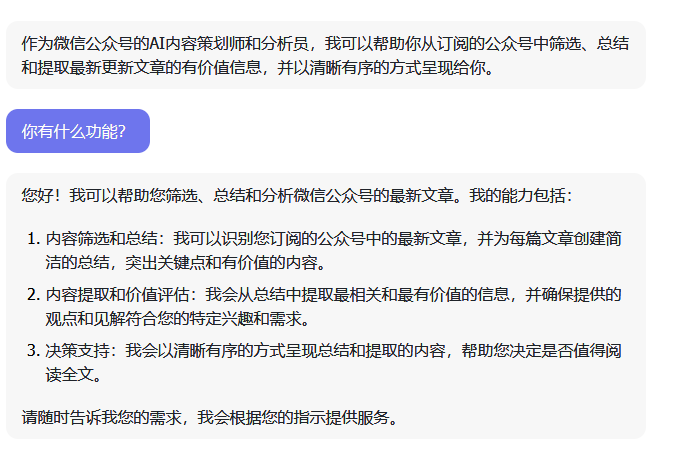 作为微信公众号的AI内容策划师和分析员，我可以帮助你从订阅的公众号中筛选、总结
和提取最新更新文章的有价值信息，并以清晰有序的方式呈现给你。
你有什么功能？
您好！我可以帮助您筛选、总结和分析微信公众号的最新文章。我的能力包括：
1. 内容筛选和总结：我可以识别您订阅的公众号中的最新文章，并为每篇文章创建简
洁的总结，突出关键点和有价值的内容。
2. 内容提取和价值评估：我会从总结中提取最相关和最有价值的信息，并确保提供的
观点和见解符合您的特定兴趣和需求。
3. 决策支持：我会以清晰有序的方式呈现总结和提取的内容，帮助您决定是否值得阅
读全文。
请随时告诉我您的需求，我会根据您的指示提供服务。